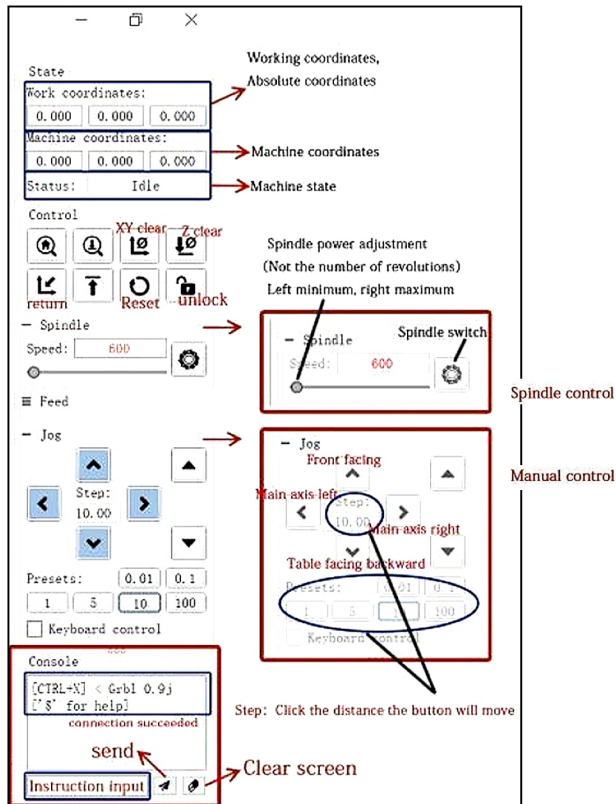 Working coordinates,
Absolute coordinates
State
Work coordinates:
0.000 0.000 0.000
Machine coordinates:
0.000 0.000 0.000
Machine coordinates
Status: Idle
Machine state
Control
XY clear
Z clear
return
Reset
unlock
Spindle power adjustment
(Not the number of revolutions)
Left minimum, right maximum
Spindle
Speed: 600
Spindle
Speed: 600
Spindle switch
Spindle control
Feed
Jog
Step:
10.00
Presets: 0.01 0.1
1 5 10 100
Keyboard control
Jog
Front facing
Main axis left
Step:
10.00
Main axis right
Table facing backward
Presets: 0.01 0.1
1 5 10 100
Keyboard control
Manual control
Step: Click the distance the button will move
Console
[CTRL+X] < Grbl 0.9j
['$' for help]
connection succeeded
send
Clear screen
Instruction input